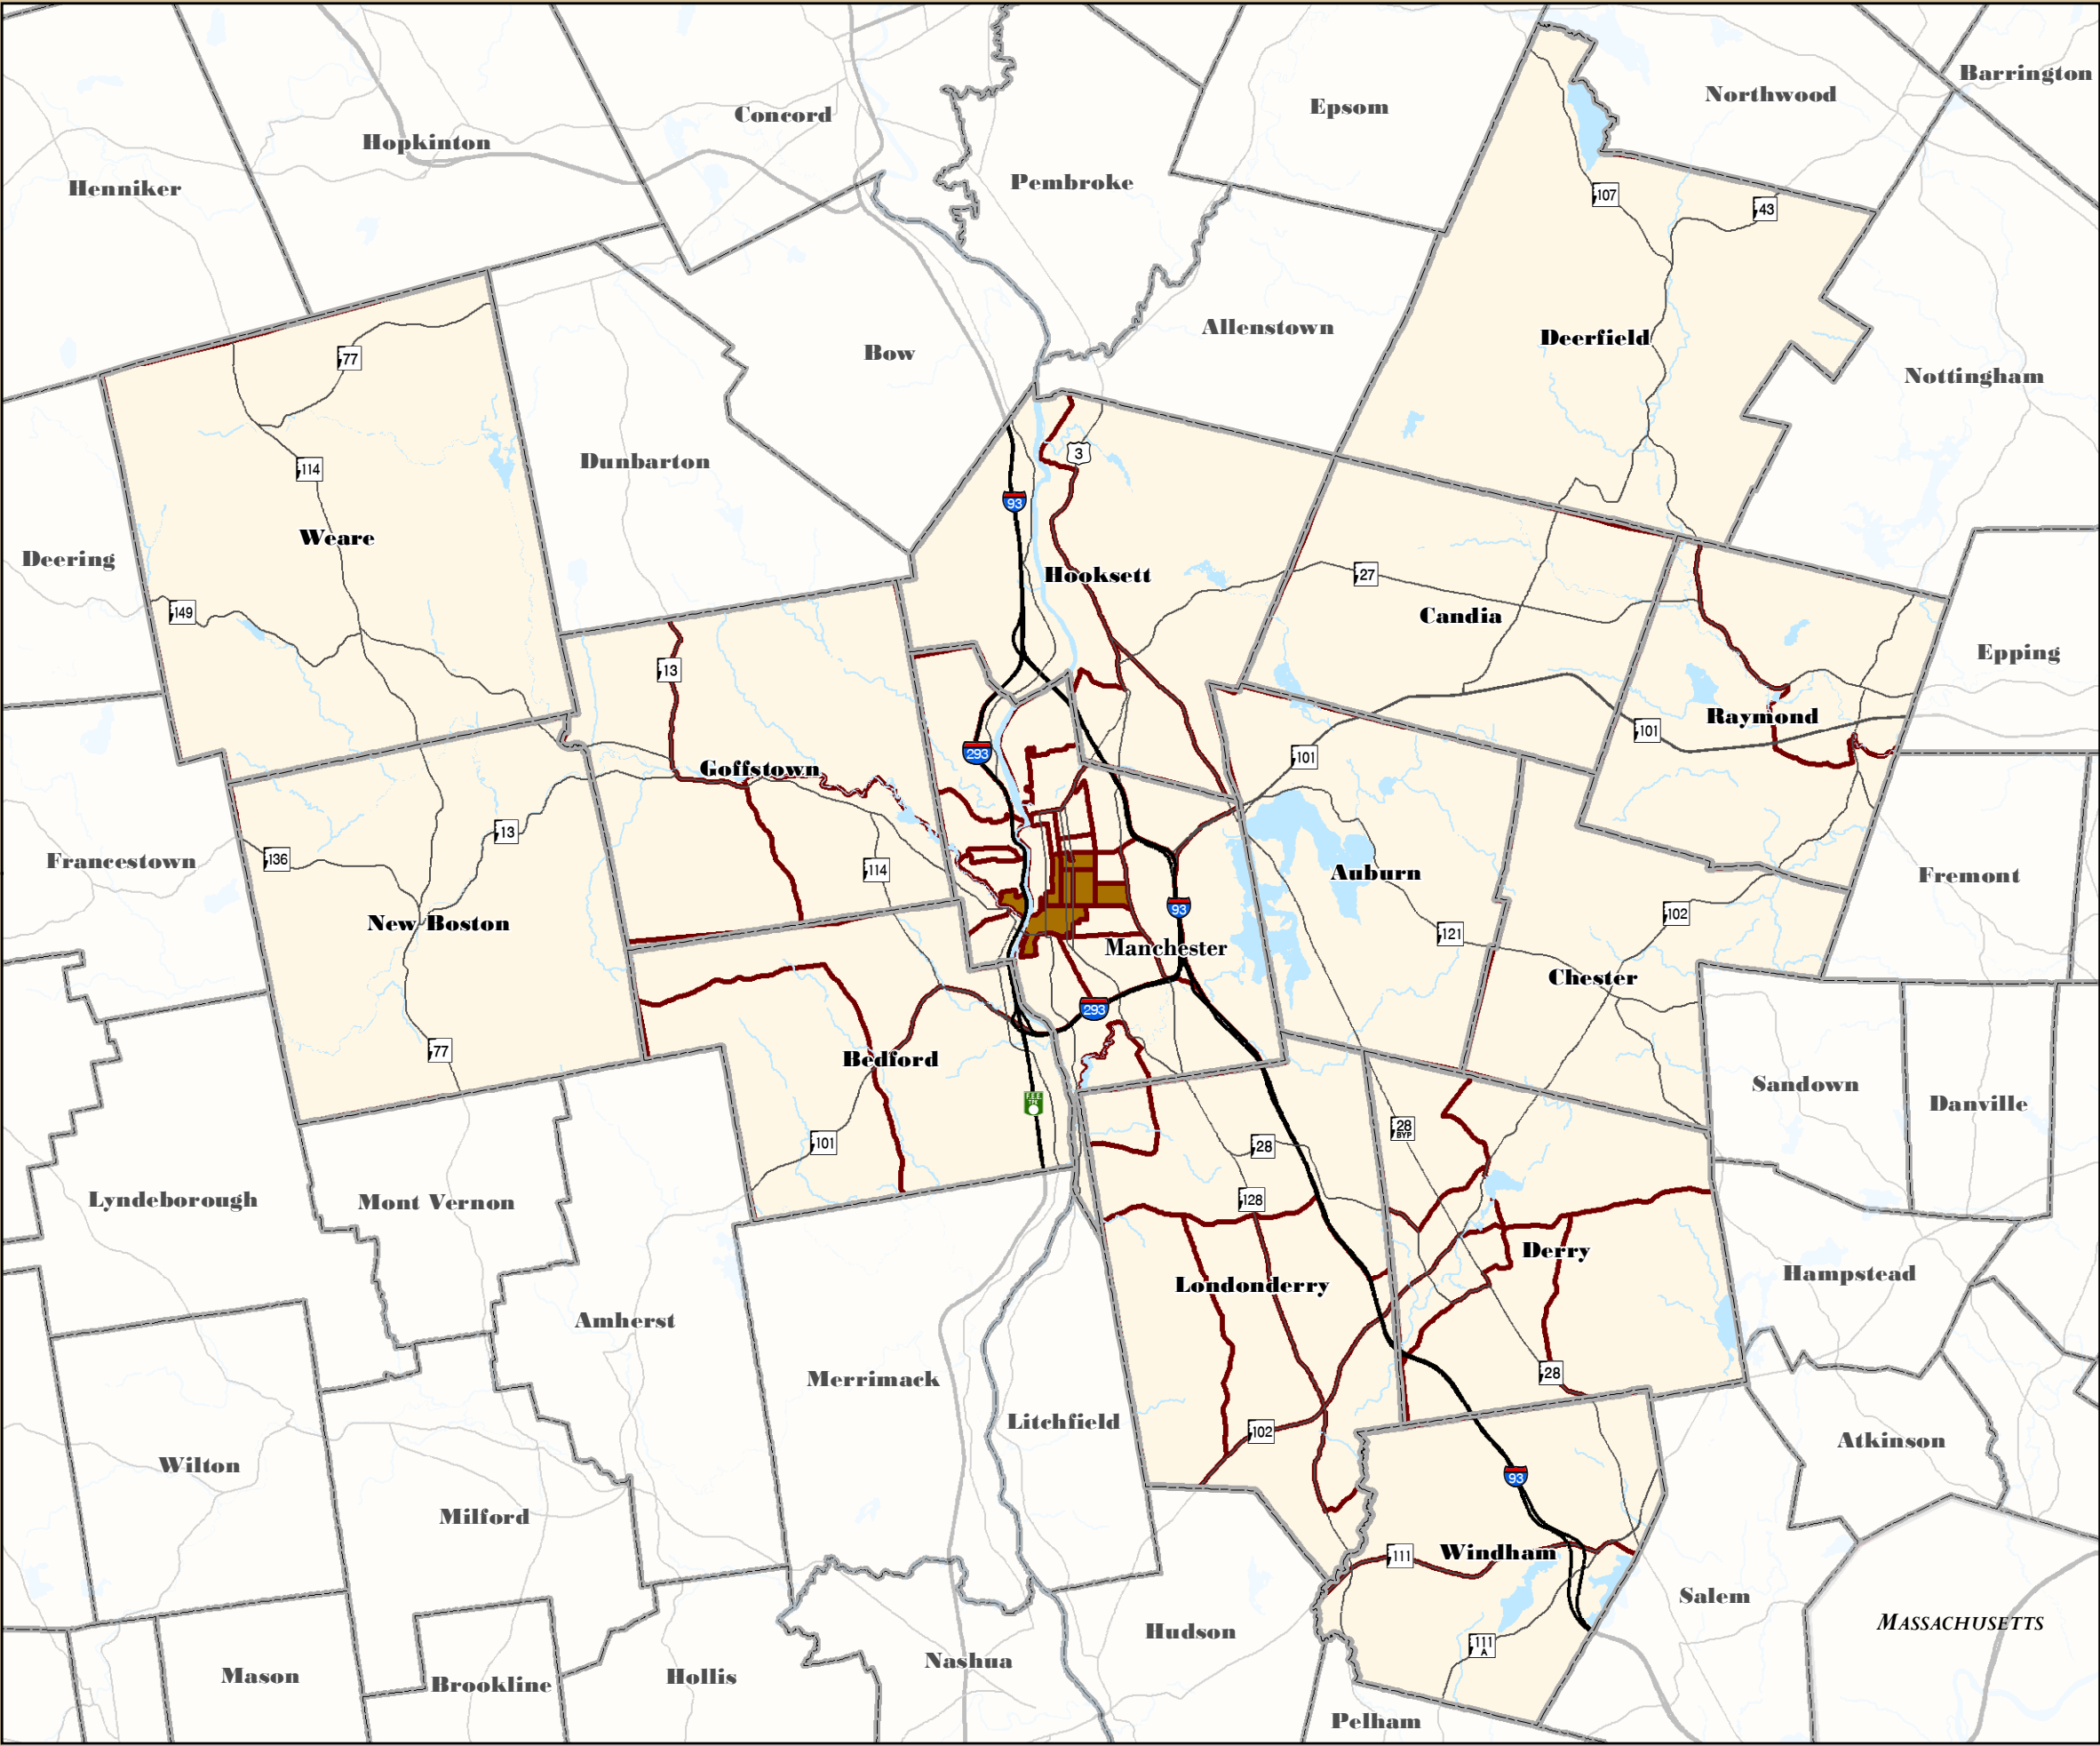 Barrington
Northwood
Epsom
Concord
Hopkinton
Pembroke
Henniker
107
43
Allenstown
Deerfield
Bow
77
Nottingham
3
Dunbarton
114
93
Weare
Deering
Hooksett
27
149
Candia
Epping
13
Raymond
101
293
101
Goffstown
13
136
Francestown
114
Auburn
Fremont
93
102
New Boston
121
Manchester
Chester
293
77
Bedford
Sandown
F.E.E.
TPK
Danville
28
BYP
101
28
Lyndeborough
Mont Vernon
128
Derry
Hampstead
Londonderry
Amherst
28
Merrimack
Litchfield
102
Atkinson
Wilton
93
Milford
111
Windham
Salem
MASSACHUSETTS
Hudson
111
A
Nashua
Mason
Hollis
Brookline
Pelham